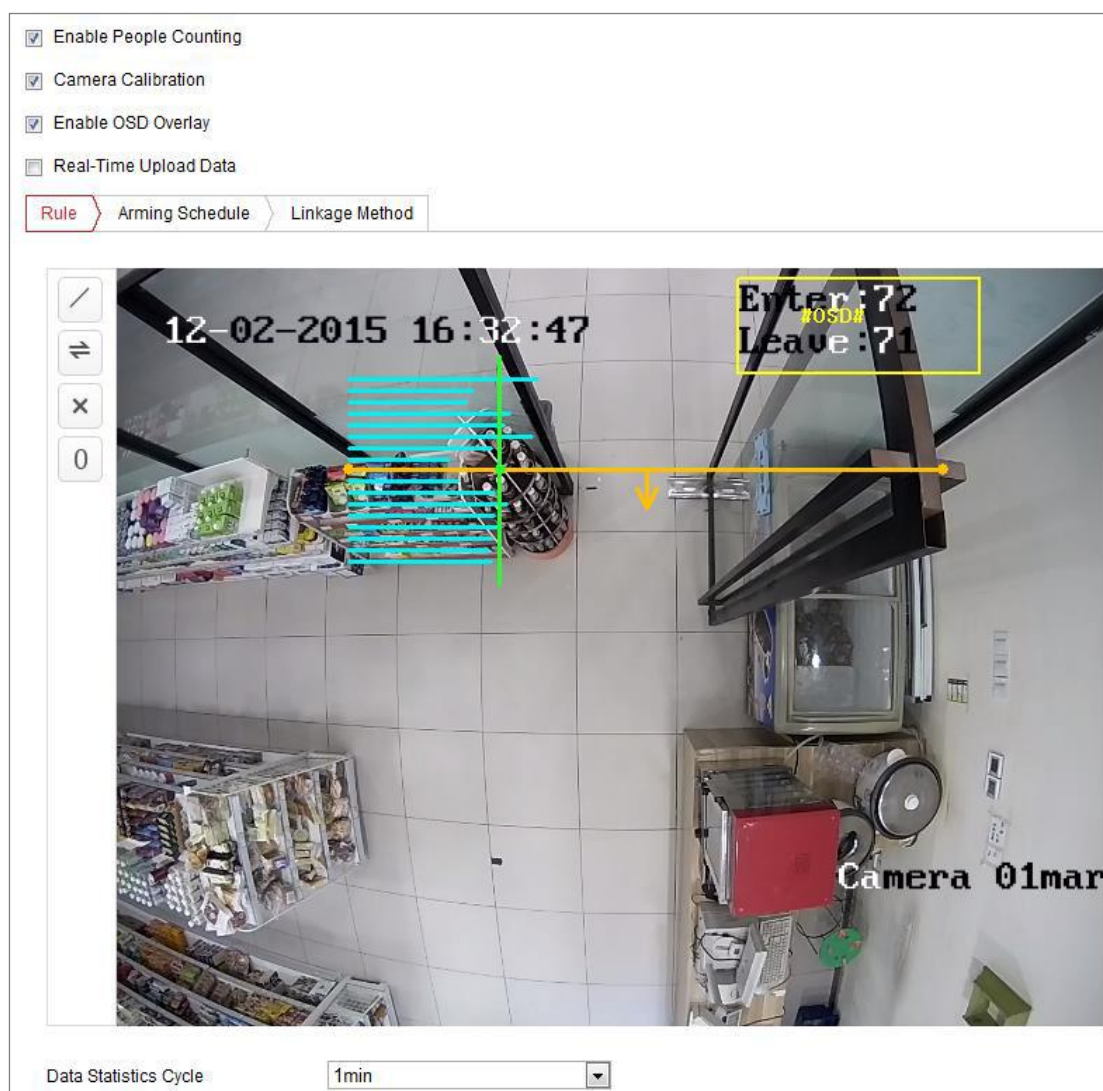 Enable People Counting
Camera Calibration
Enable OSD Overlay
Real-Time Upload Data
Rule
Arming Schedule
Linkage Method
0
12-02-2015 16:32:47
Enter:72
#OSD#
Leave:71
Camera 01mar
Data Statistics Cycle
1min